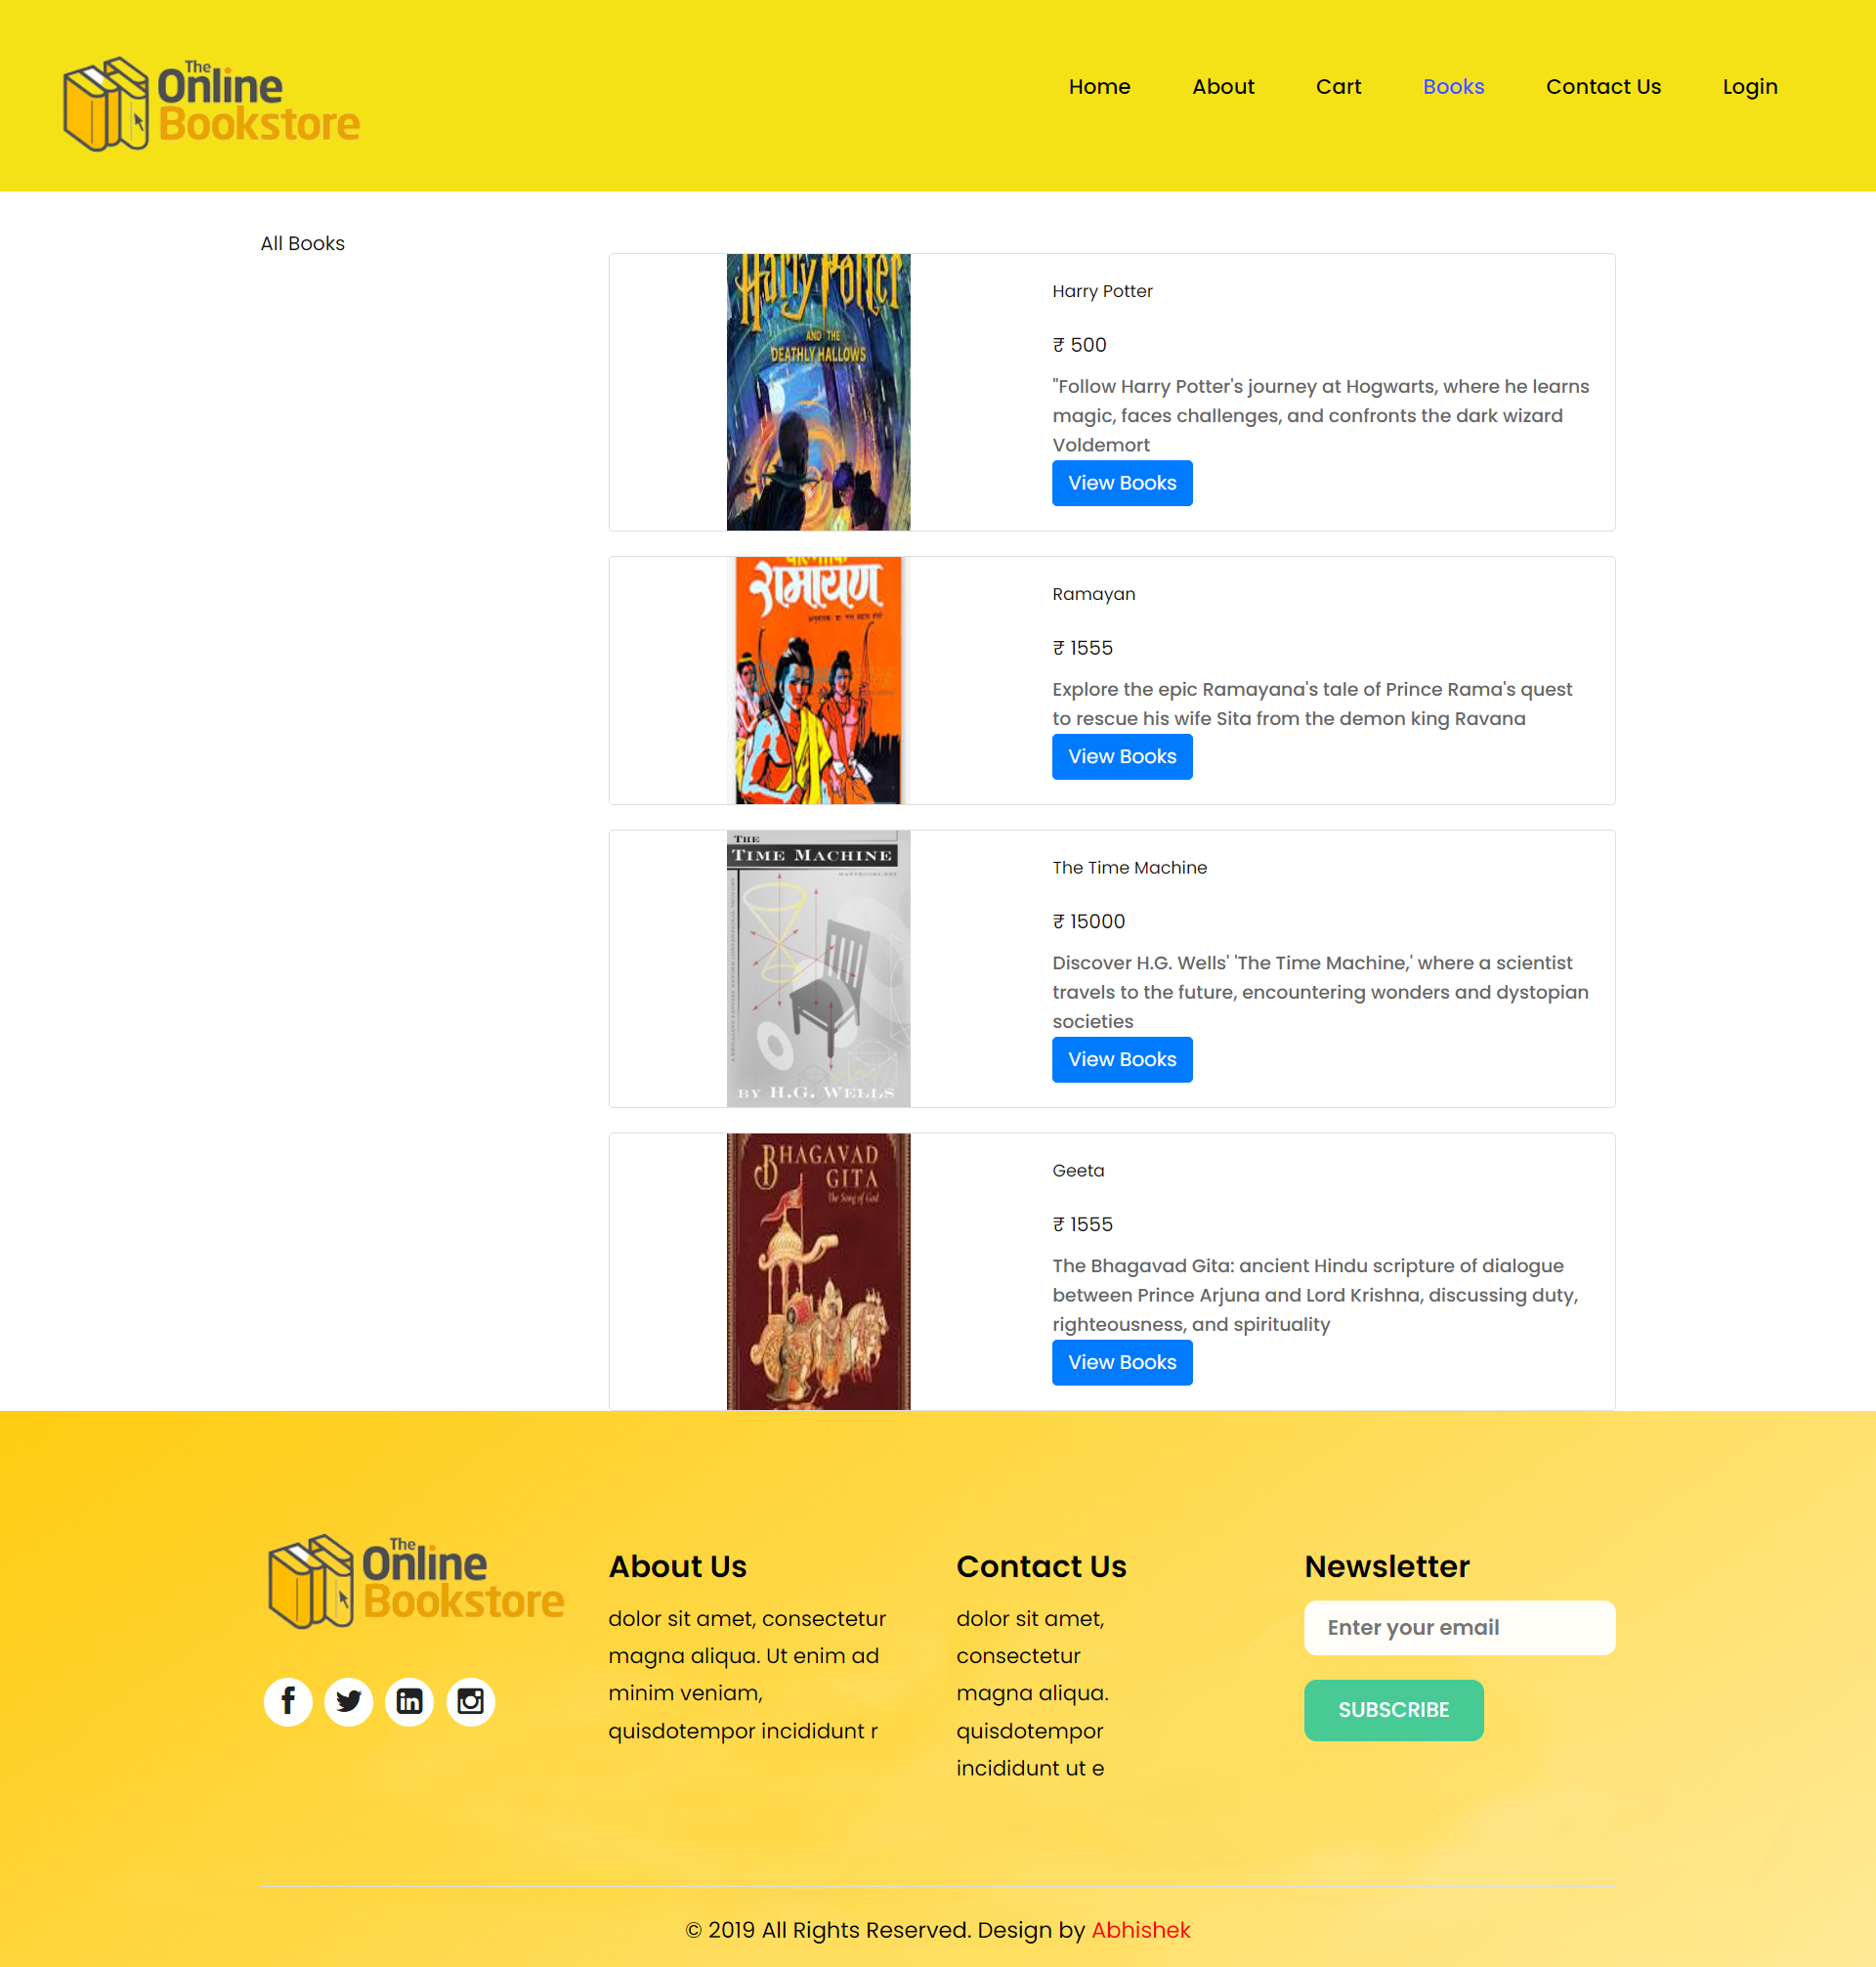 The
Online
Bookstore
Home About Cart Books Contact Us Login
All Books
Harry Potter
AND THE
DEATHLY HALLOWS
Harry Potter
₹ 500
"Follow Harry Potter's journey at Hogwarts, where he learns
magic, faces challenges, and confronts the dark wizard
Voldemort
View Books
रामायण
Ramayan
₹ 1555
Explore the epic Ramayana's tale of Prince Rama's quest
to rescue his wife Sita from the demon king Ravana
View Books
THE
TIME MACHINE
BY H.G. WELLS
The Time Machine
₹ 15000
Discover H.G. Wells' 'The Time Machine,' where a scientist
travels to the future, encountering wonders and dystopian
societies
View Books
BHAGAVAD
GITA
The Song of God
Geeta
₹ 1555
The Bhagavad Gita: ancient Hindu scripture of dialogue
between Prince Arjuna and Lord Krishna, discussing duty,
righteousness, and spirituality
View Books
The
Online
Bookstore
About Us
dolor sit amet, consectetur
magna aliqua. Ut enim ad
minim veniam,
quisdotempor incididunt r
Contact Us
dolor sit amet,
consectetur
magna aliqua.
quisdotempor
incididunt ut e
Newsletter
Enter your email
SUBSCRIBE
© 2019 All Rights Reserved. Design by Abhishek